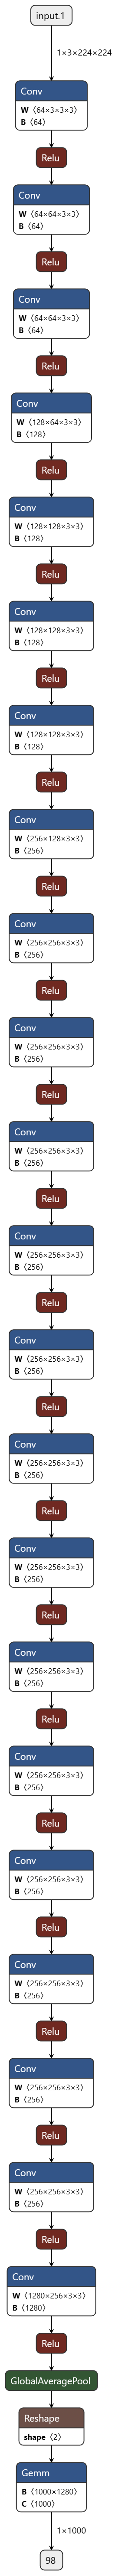 input.1
1×3×224×224
Conv
W ⟨64×3×3×3⟩
B ⟨64⟩
Relu
Conv
W ⟨64×64×3×3⟩
B ⟨64⟩
Relu
Conv
W ⟨64×64×3×3⟩
B ⟨64⟩
Relu
Conv
W ⟨128×64×3×3⟩
B ⟨128⟩
Relu
Conv
W ⟨128×128×3×3⟩
B ⟨128⟩
Relu
Conv
W ⟨128×128×3×3⟩
B ⟨128⟩
Relu
Conv
W ⟨128×128×3×3⟩
B ⟨128⟩
Relu
Conv
W ⟨256×128×3×3⟩
B ⟨256⟩
Relu
Conv
W ⟨256×256×3×3⟩
B ⟨256⟩
Relu
Conv
W ⟨256×256×3×3⟩
B ⟨256⟩
Relu
Conv
W ⟨256×256×3×3⟩
B ⟨256⟩
Relu
Conv
W ⟨256×256×3×3⟩
B ⟨256⟩
Relu
Conv
W ⟨256×256×3×3⟩
B ⟨256⟩
Relu
Conv
W ⟨256×256×3×3⟩
B ⟨256⟩
Relu
Conv
W ⟨256×256×3×3⟩
B ⟨256⟩
Relu
Conv
W ⟨256×256×3×3⟩
B ⟨256⟩
Relu
Conv
W ⟨256×256×3×3⟩
B ⟨256⟩
Relu
Conv
W ⟨256×256×3×3⟩
B ⟨256⟩
Relu
Conv
W ⟨256×256×3×3⟩
B ⟨256⟩
Relu
Conv
W ⟨256×256×3×3⟩
B ⟨256⟩
Relu
Conv
W ⟨256×256×3×3⟩
B ⟨256⟩
Relu
Conv
W ⟨1280×256×3×3⟩
B ⟨1280⟩
Relu
GlobalAveragePool
Reshape
shape ⟨2⟩
Gemm
B ⟨1000×1280⟩
C ⟨1000⟩
1×1000
98